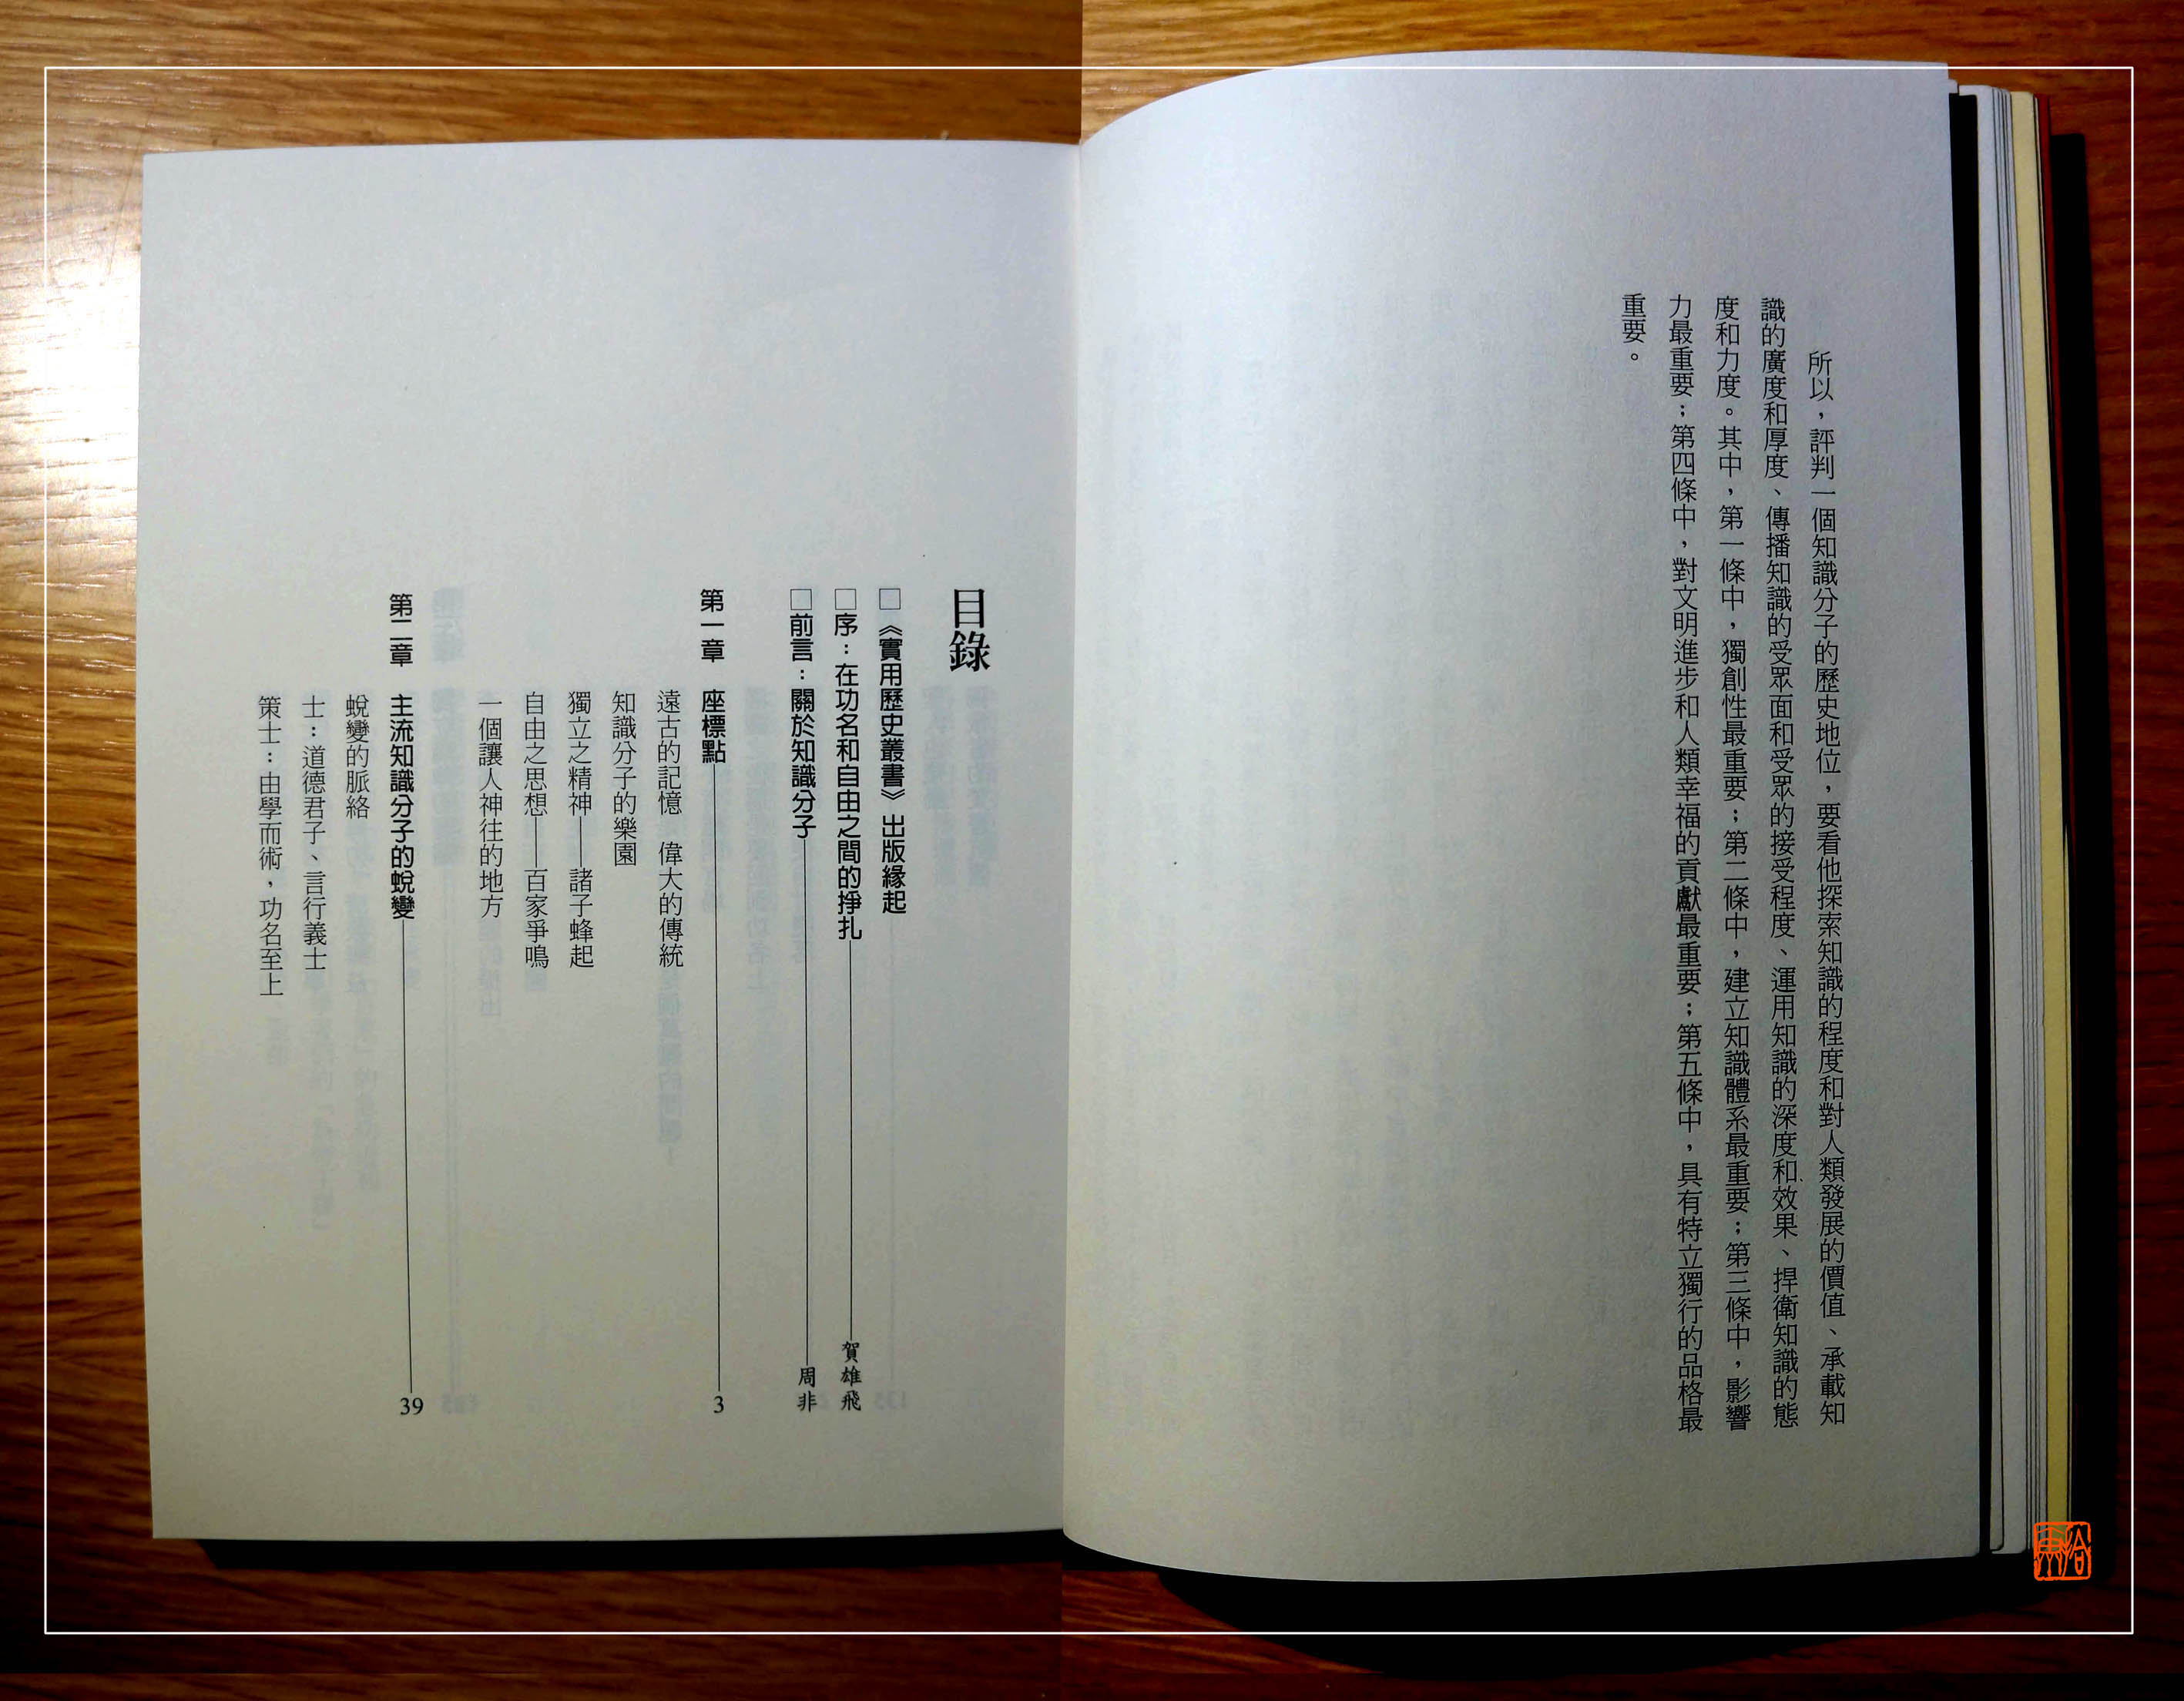 所以，評判一個知識分子的歷史地位，要看他探索知識的程度和對人類發展的價值、承載知
識的廣度和厚度、傳播知識的受眾面和受眾的接受程度、運用知識的深度和效果、捍衛知識的態
度和力度。其中，第一條中，獨創性最重要；第二條中，建立知識體系最重要；第三條中，影響
力最重要；第四條中，對文明進步和人類幸福的貢獻最重要；第五條中，具有特立獨行的品格最
重要。
目錄
□《實用歷史叢書》出版緣起
□序：在功名和自由之間的掙扎 賀雄飛
□前言：關於知識分子 周非
第一章 座標點 3
遠古的記憶 偉大的傳統
知識分子的樂園
獨立之精神——諸子蜂起
自由之思想——百家爭鳴
一個讓人神往的地方
第二章 主流知識分子的蛻變 39
蛻變的脈絡
士：道德君子、言行義士
策士：由學而術，功名至上